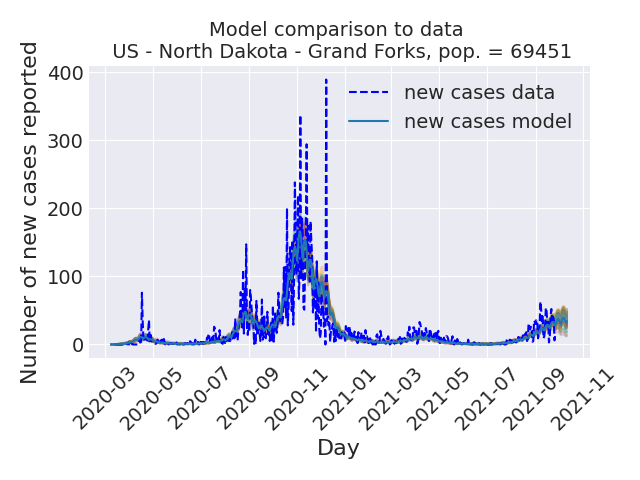 Model comparison to data
US - North Dakota - Grand Forks, pop. = 69451
Number of new cases reported
400
300
200
100
0
new cases data
new cases model
2020-03
2020-05
2020-07
2020-09
2020-11
2021-01
2021-03
2021-05
2021-07
2021-09
2021-11
Day